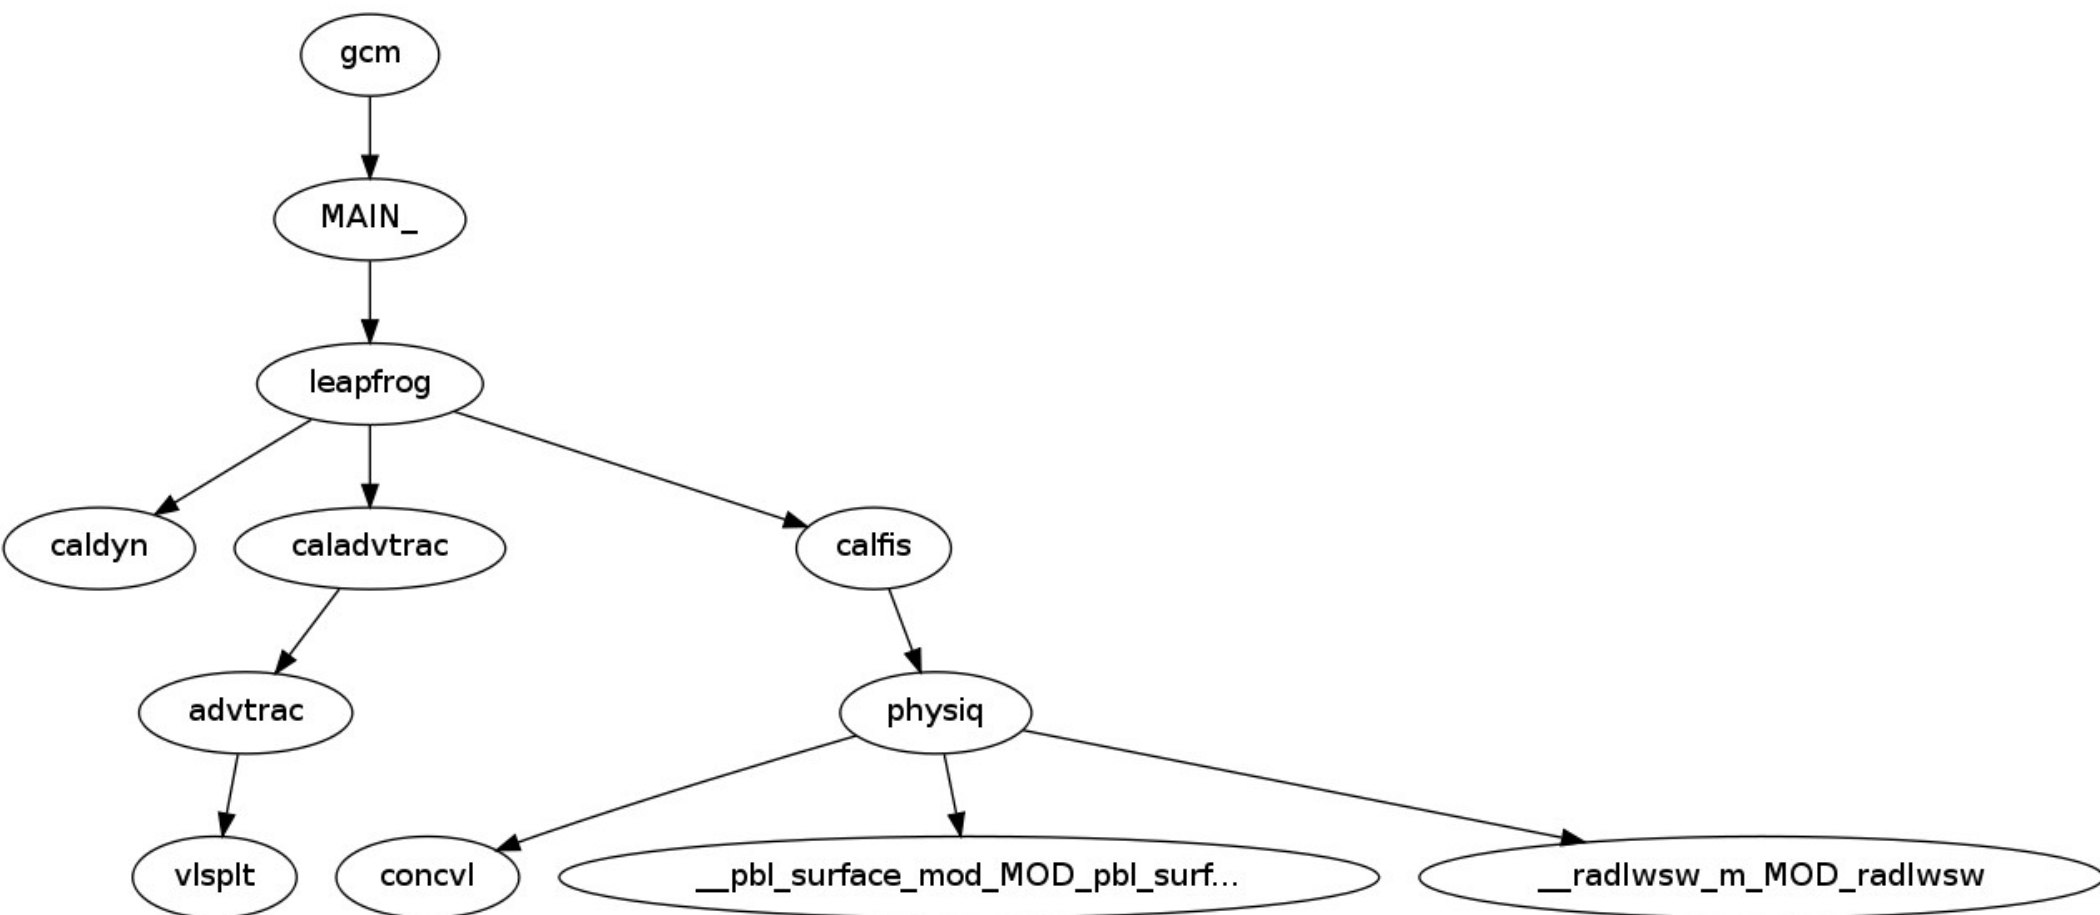 gcm
MAIN_
leapfrog
caldyn
caladvtrac
calfis
advtrac
physiq
vlsplt
concvl
__pbl_surface_mod_MOD_pbl_surf...
__radlwsw_m_MOD_radlwsw